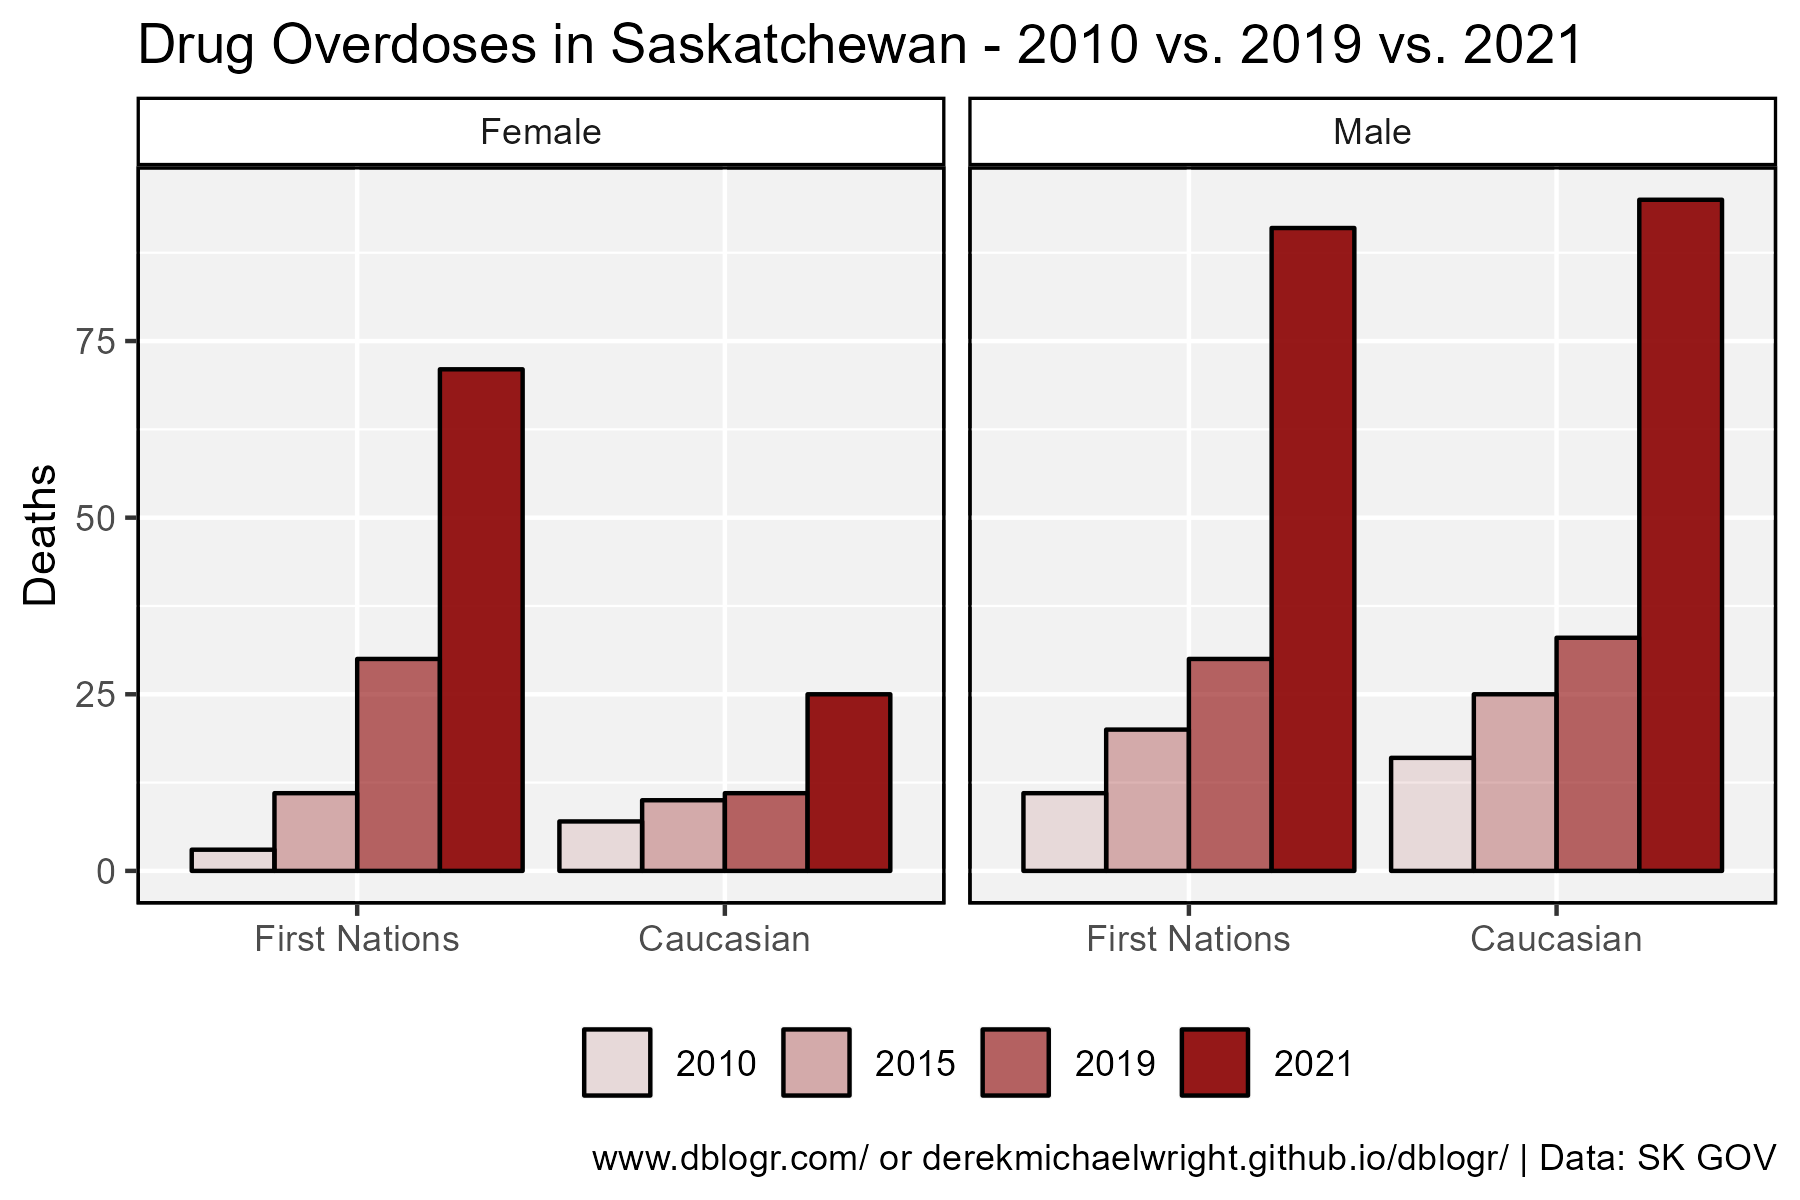 Drug Overdoses in Saskatchewan - 2010 vs. 2019 vs. 2021
Female
Male
Deaths
75
50
25
0
First Nations
Caucasian
First Nations
Caucasian
2010
2015
2019
2021
www.dblogr.com/ or derekmichaelwright.github.io/dblogr/ | Data: SK GOV